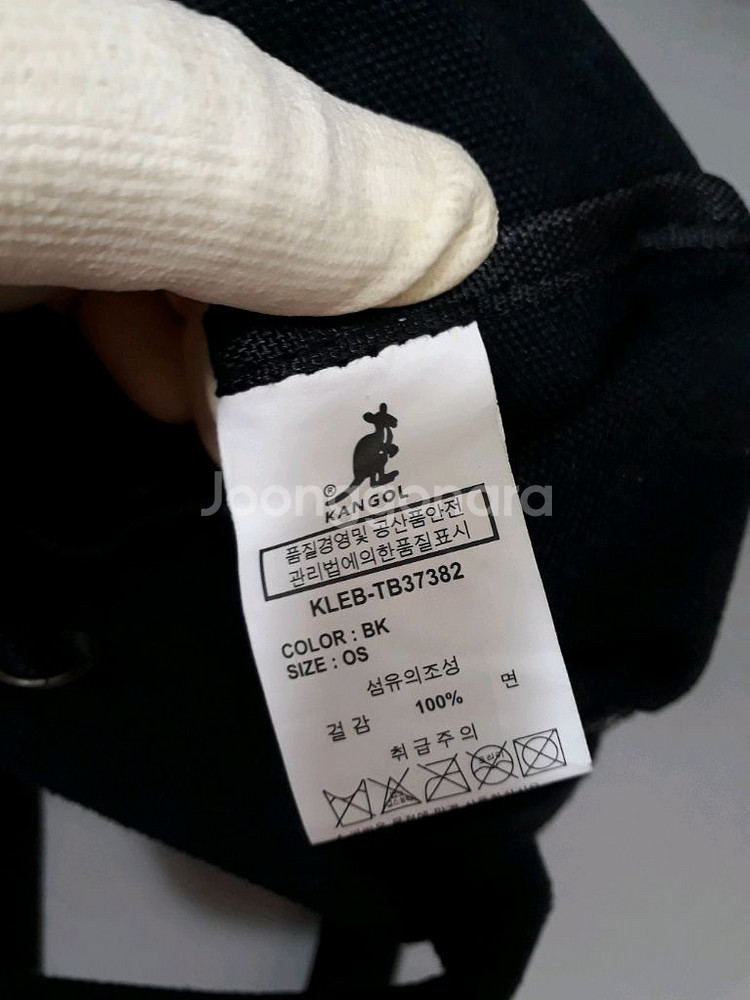 Joonggonara
®
KANGOL
품질경영및 공산품안전
관리법에의한품질표시
KLEB-TB37382
COLOR : BK
SIZE : OS
섬유의조성
겉감 100% 면
취급주의